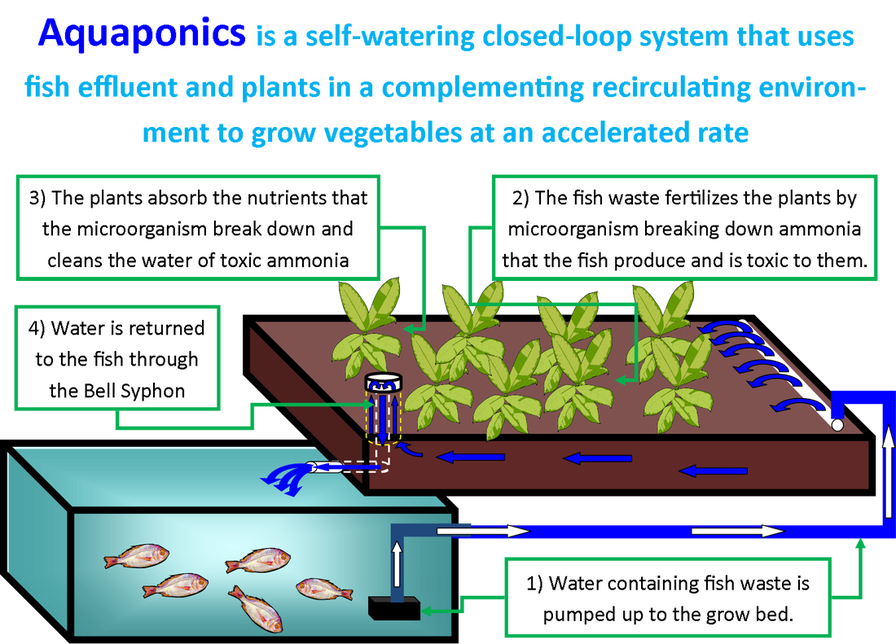 Aquaponics is a self-watering closed-loop system that uses
fish effluent and plants in a complementing recirculating environ-
ment to grow vegetables at an accelerated rate
3) The plants absorb the nutrients that
the microorganism break down and
cleans the water of toxic ammonia
2) The fish waste fertilizes the plants by
microorganism breaking down ammonia
that the fish produce and is toxic to them.
4) Water is returned
to the fish through
the Bell Syphon
1) Water containing fish waste is
pumped up to the grow bed.